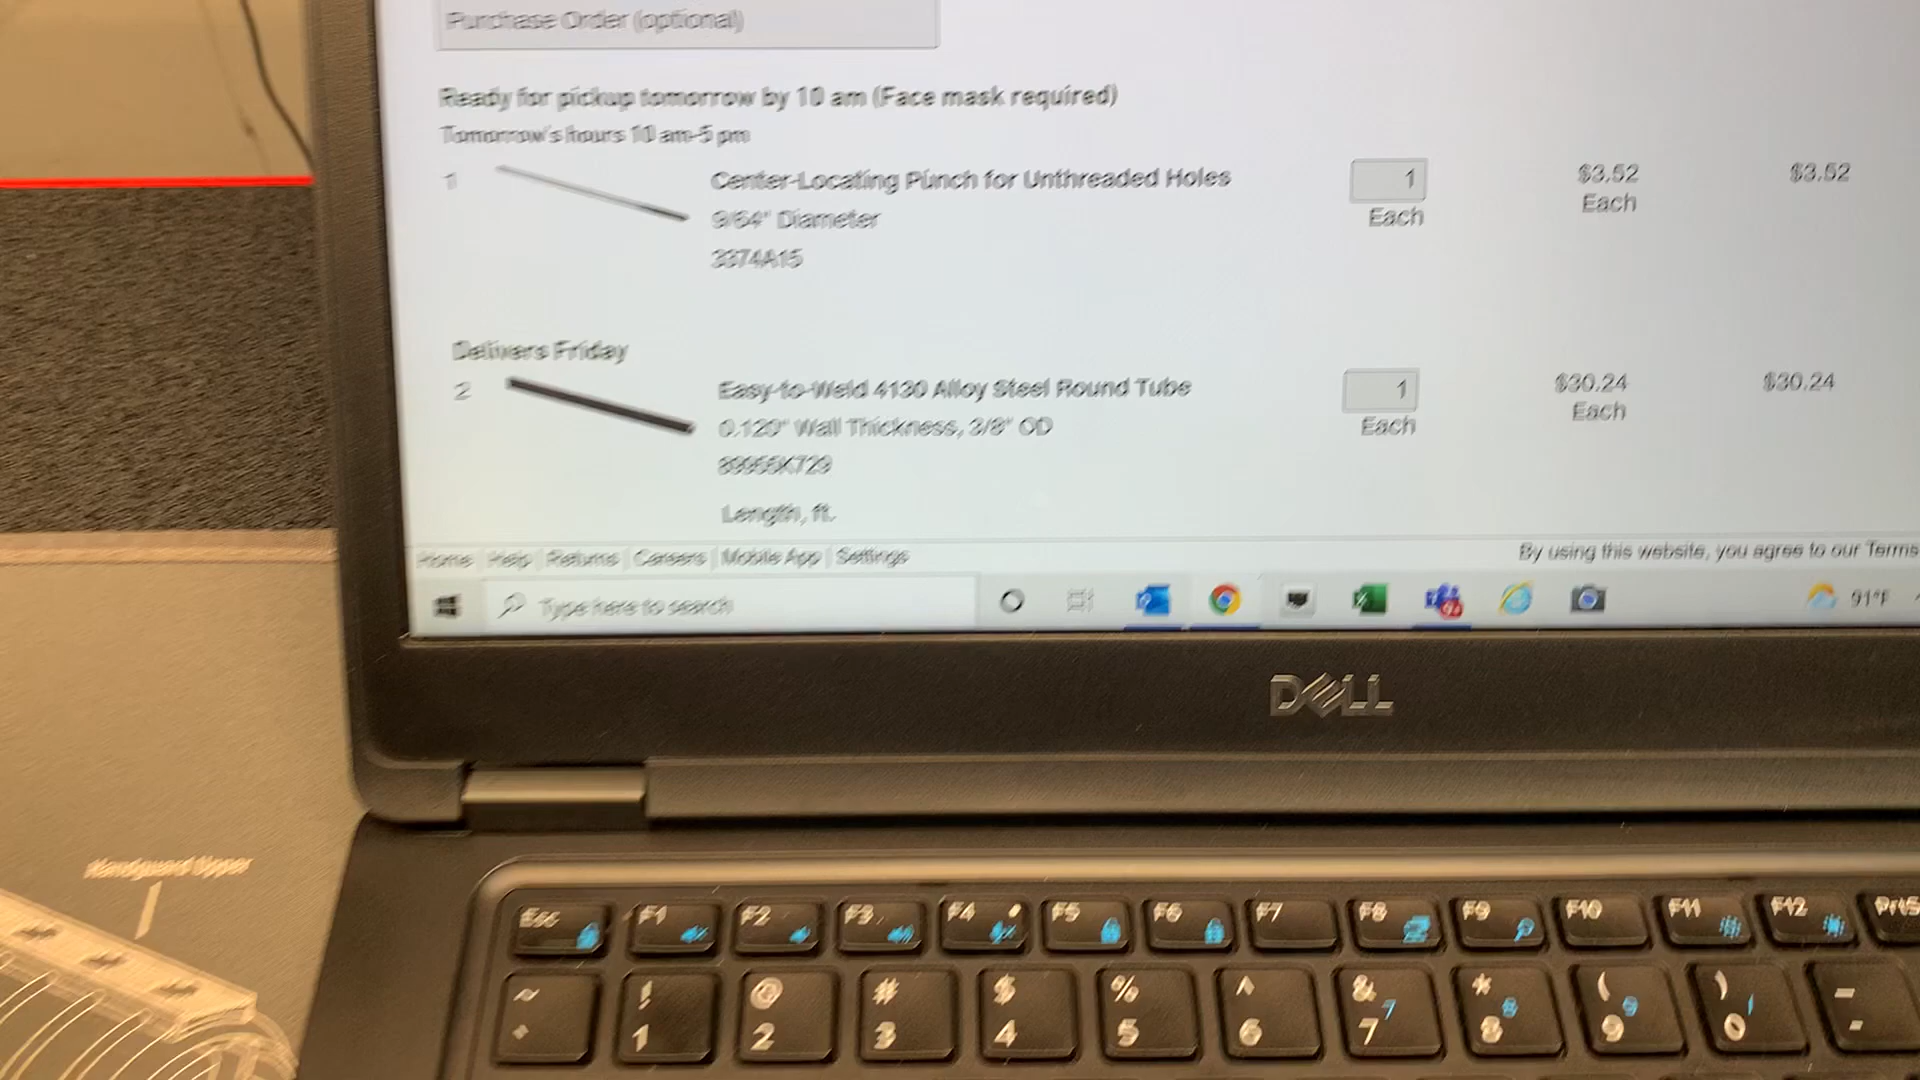 Purchase Order (optional)
Ready for pickup tomorrow by 10 am (Face mask required)
Tomorrow's hours 10 am-5 pm
1 Center-Locating Punch for Unthreaded Holes 1 $3.52 $3.52
9/64" Diameter Each Each
3374A15
Delivers Friday
2 Easy-to-Weld 4130 Alloy Steel Round Tube 1 $30.24 $30.24
0.120" Wall Thickness, 3/8" OD Each Each
89955K729
Length, ft.
Home Help Returns Careers Mobile App Settings By using this website, you agree to our Terms
Type here to search 91°F
DELL
Handguard Upper
Esc F1 F2 F3 F4 F5 F6 F7 F8 F9 F10 F11 F12 PrtS
~ ! @ # $ % ^ & * ( ) -
1 2 3 4 5 6 7 7 8 8 9 9 0